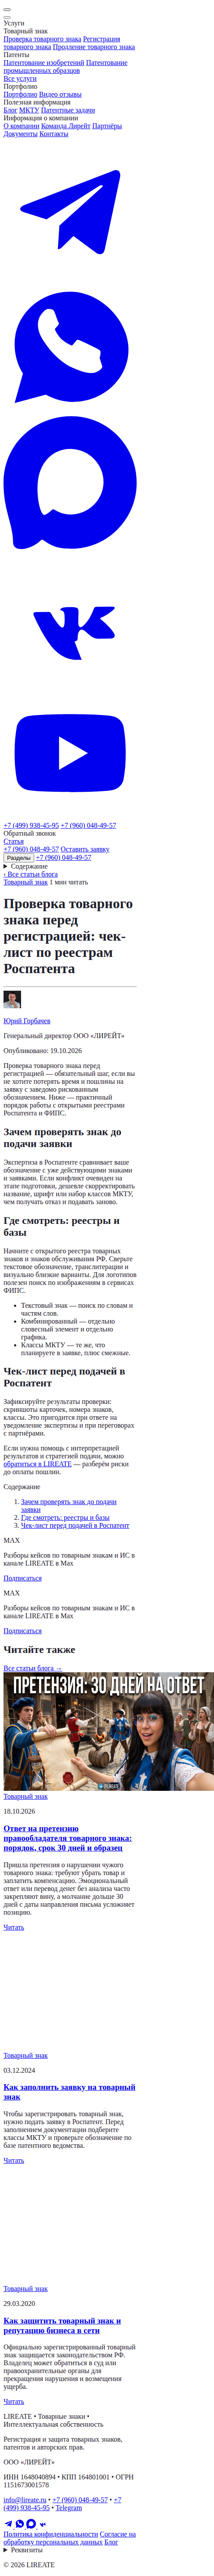 Услуги
Товарный знак
Проверка товарного знака Регистрация
товарного знака Продление товарного знака
Патенты
Патентование изобретений Патентование
промышленных образцов
Все услуги
Портфолио
Портфолио Видео отзывы
Полезная информация
Блог МКТУ Патентные задачи
Информация о компании
О компании Команда Лирейт Партнёры
Документы Контакты
+7 (499) 938-45-95 +7 (960) 048-49-57
Обратный звонок
Статья
+7 (960) 048-49-57 Оставить заявку
Разделы +7 (960) 048-49-57
Содержание
‹ Все статьи блога
Товарный знак 1 мин читать
Проверка товарного
знака перед
регистрацией: чек-
лист по реестрам
Роспатента
Юрий Горбачев
Генеральный директор ООО «ЛИРЕЙТ»
Опубликовано: 19.10.2026
Проверка товарного знака перед
регистрацией — обязательный шаг, если вы
не хотите потерять время и пошлины на
заявку с заведомо рискованным
обозначением. Ниже — практичный
порядок работы с открытыми реестрами
Роспатента и ФИПС.
Зачем проверять знак до
подачи заявки
Экспертиза в Роспатенте сравнивает ваше
обозначение с уже действующими знаками
и заявками. Если конфликт очевиден на
этапе подготовки, дешевле скорректировать
название, шрифт или набор классов МКТУ,
чем получать отказ и подавать заново.
Где смотреть: реестры и
базы
Начните с открытого реестра товарных
знаков и знаков обслуживания РФ. Сверьте
текстовое обозначение, транслитерации и
визуально близкие варианты. Для логотипов
полезен поиск по изображениям в сервисах
ФИПС.
• Текстовый знак — поиск по словам и
частям слов.
• Комбинированный — отдельно
словесный элемент и отдельно
графика.
• Классы МКТУ — те же, что
планируете в заявке, плюс смежные.
Чек-лист перед подачей в
Роспатент
Зафиксируйте результаты проверки:
скриншоты карточек, номера знаков,
классы. Это пригодится при ответе на
уведомление экспертизы и при переговорах
с партнёрами.
Если нужна помощь с интерпретацией
результатов и стратегией подачи, можно
обратиться в LIREATE — разберём риски
до оплаты пошлин.
Содержание
1. Зачем проверять знак до подачи
заявки
2. Где смотреть: реестры и базы
3. Чек-лист перед подачей в Роспатент
MAX
Разборы кейсов по товарным знакам и ИС в
канале LIREATE в Max
Подписаться
MAX
Разборы кейсов по товарным знакам и ИС в
канале LIREATE в Max
Подписаться
Читайте также
Все статьи блога →
ПРЕТЕНЗИЯ: 30 ДНЕЙ НА ОТВЕТ
LIREATE
Товарный знак
18.10.2026
Ответ на претензию
правообладателя товарного знака:
порядок, срок 30 дней и образец
Пришла претензия о нарушении чужого
товарного знака: требуют убрать товар и
заплатить компенсацию. Эмоциональный
ответ или перевод денег без анализа часто
закрепляют вину, а молчание дольше 30
дней с даты направления письма усложняет
позицию.
Читать
Товарный знак
03.12.2024
Как заполнить заявку на товарный
знак
Чтобы зарегистрировать товарный знак,
нужно подать заявку в Роспатент. Перед
заполнением документации подберите
классы МКТУ и проверьте обозначение по
базе патентного ведомства.
Читать
Товарный знак
29.03.2020
Как защитить товарный знак и
репутацию бизнеса в сети
Официально зарегистрированный товарный
знак защищается законодательством РФ.
Владелец может обратиться в суд или
правоохранительные органы для
прекращения нарушения и возмещения
ущерба.
Читать
LIREATE • Товарные знаки •
Интеллектуальная собственность
Регистрация и защита товарных знаков,
патентов и авторских прав.
ООО «ЛИРЕЙТ»
ИНН 1648040894 • КПП 164801001 • ОГРН
1151673001578
info@lireate.ru • +7 (960) 048-49-57 • +7
(499) 938-45-95 • Telegram
Политика конфиденциальности Согласие на
обработку персональных данных Блог
Реквизиты
© 2026 LIREATE